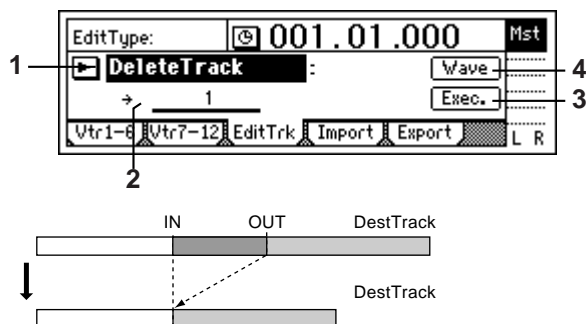 EditType: 001.01.000 Mst
1 DeleteTrack : Wave 4
→ 1 Exec. 3
Vtr1-6 Vtr7-12 EditTrk Import Export L R
2
IN OUT DestTrack
DestTrack